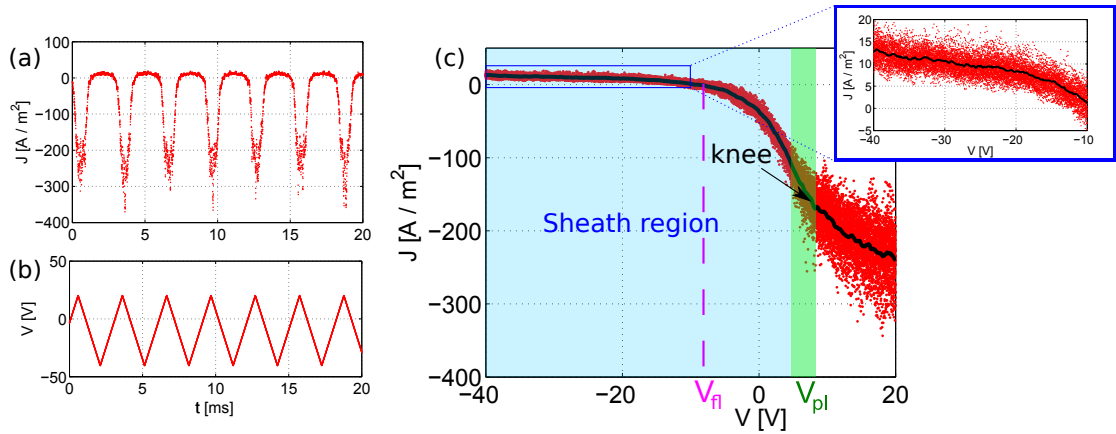 (a)
100
0
−100
−200
−300
−400
J [A / m²]
0 5 10 15 20
(b)
50
0
−50
V [V]
0 5 10 15 20
t [ms]
(c)
0
−100
−200
−300
−400
J [A / m²]
knee
Sheath region
−40 −20 0 20
V_fl V_pl
V [V]
20
15
10
5
0
−5
J [A / m²]
−40 −30 −20 −10
V [V]